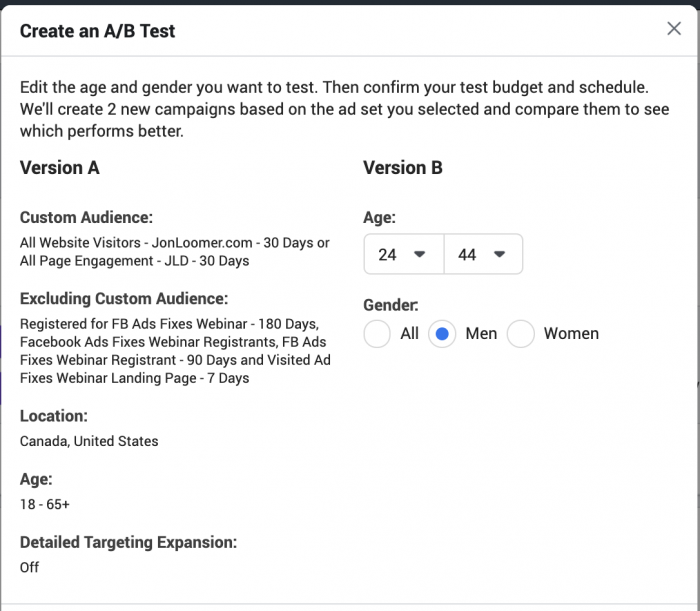 Create an A/B Test
Edit the age and gender you want to test. Then confirm your test budget and schedule.
We'll create 2 new campaigns based on the ad set you selected and compare them to see
which performs better.
Version A
Custom Audience:
All Website Visitors - JonLoomer.com - 30 Days or
All Page Engagement - JLD - 30 Days
Excluding Custom Audience:
Registered for FB Ads Fixes Webinar - 180 Days,
Facebook Ads Fixes Webinar Registrants, FB Ads
Fixes Webinar Registrant - 90 Days and Visited Ad
Fixes Webinar Landing Page - 7 Days
Location:
Canada, United States
Age:
18 - 65+
Detailed Targeting Expansion:
Off
Version B
Age:
24 44
Gender:
All Men Women